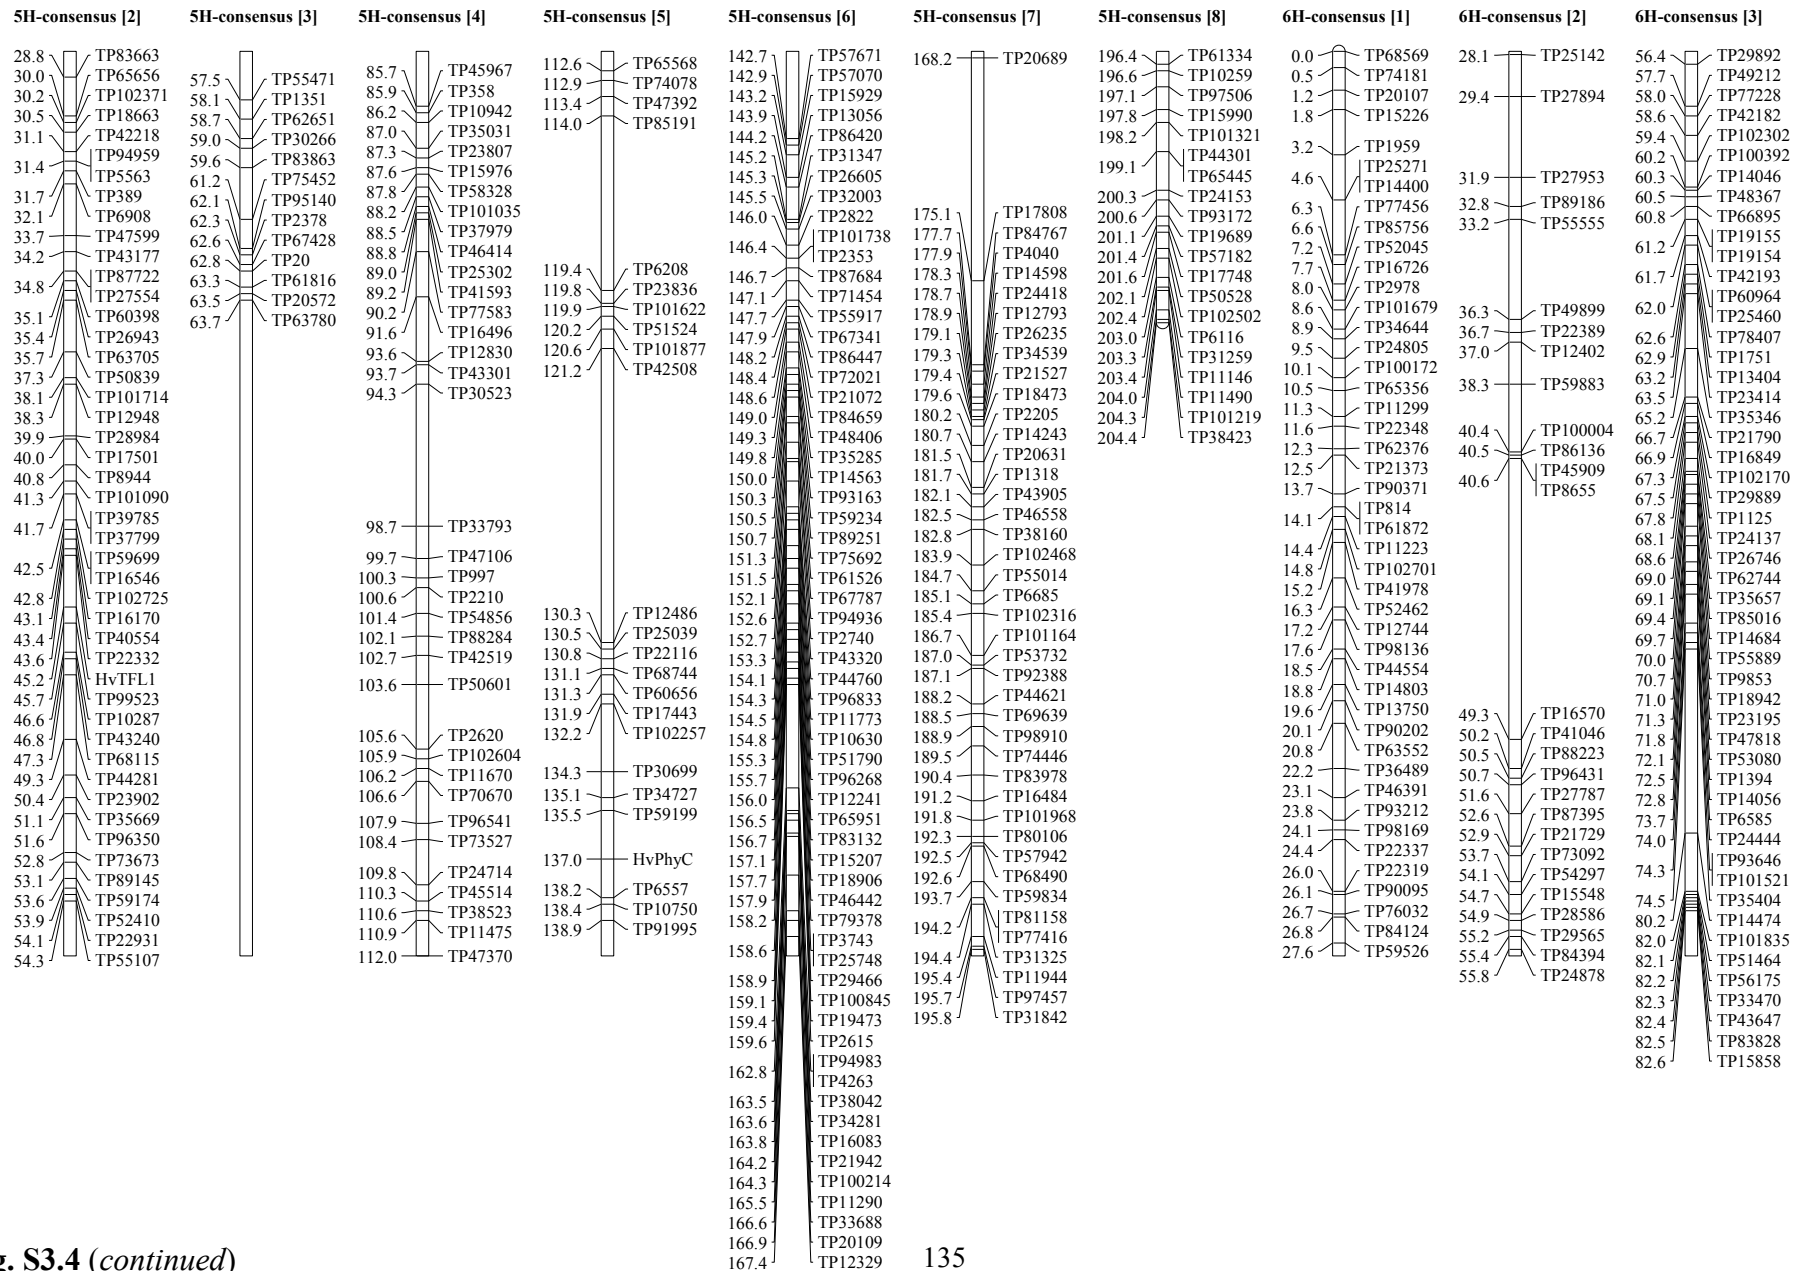 5H-consensus [2]
28.8 TP83663
30.0 TP65656
30.2 TP102371
30.5 TP18663
31.1 TP42218
TP94959
31.4
TP5563
31.7 TP389
32.1 TP6908
33.7 TP47599
34.2 TP43177
TP87722
34.8
TP27554
35.1 TP60398
35.4 TP26943
35.7 TP63705
37.3 TP50839
38.1 TP101714
38.3 TP12948
39.9 TP28984
40.0 TP17501
40.8 TP8944
41.3 TP101090
TP39785
41.7
TP37799
TP59699
42.5
TP16546
42.8 TP102725
43.1 TP16170
43.4 TP40554
43.6 TP22332
45.2 HvTFL1
45.7 TP99523
46.6 TP10287
46.8 TP43240
47.3 TP68115
49.3 TP44281
50.4 TP23902
51.1 TP35669
51.6 TP96350
52.8 TP73673
53.1 TP89145
53.6 TP59174
53.9 TP52410
54.1 TP22931
54.3 TP55107
5H-consensus [3]
57.5 TP55471
58.1 TP1351
58.7 TP62651
59.0 TP30266
59.6 TP83863
61.2 TP75452
62.1 TP95140
62.3 TP2378
62.6 TP67428
62.8 TP20
63.3 TP61816
63.5 TP20572
63.7 TP63780
5H-consensus [4]
85.7 TP45967
85.9 TP358
86.2 TP10942
87.0 TP35031
87.3 TP23807
87.6 TP15976
87.8 TP58328
88.2 TP101035
88.5 TP37979
88.8 TP46414
89.0 TP25302
89.2 TP41593
90.2 TP77583
91.6 TP16496
93.6 TP12830
93.7 TP43301
94.3 TP30523
98.7 TP33793
99.7 TP47106
100.3 TP997
100.6 TP2210
101.4 TP54856
102.1 TP88284
102.7 TP42519
103.6 TP50601
105.6 TP2620
105.9 TP102604
106.2 TP11670
106.6 TP70670
107.9 TP96541
108.4 TP73527
109.8 TP24714
110.3 TP45514
110.6 TP38523
110.9 TP11475
112.0 TP47370
5H-consensus [5]
112.6 TP65568
112.9 TP74078
113.4 TP47392
114.0 TP85191
119.4 TP6208
119.8 TP23836
119.9 TP101622
120.2 TP51524
120.6 TP101877
121.2 TP42508
130.3 TP12486
130.5 TP25039
130.8 TP22116
131.1 TP68744
131.3 TP60656
131.9 TP17443
132.2 TP102257
134.3 TP30699
135.1 TP34727
135.5 TP59199
137.0 HvPhyC
138.2 TP6557
138.4 TP10750
138.9 TP91995
5H-consensus [6]
142.7 TP57671
142.9 TP57070
143.2 TP15929
143.9 TP13056
144.2 TP86420
145.2 TP31347
145.3 TP26605
145.5 TP32003
146.0 TP2822
TP101738
146.4
TP2353
146.7 TP87684
147.1 TP71454
147.7 TP55917
147.9 TP67341
148.2 TP86447
148.4 TP72021
148.6 TP21072
149.0 TP84659
149.3 TP48406
149.8 TP35285
150.0 TP14563
150.3 TP93163
150.5 TP59234
150.7 TP89251
151.3 TP75692
151.5 TP61526
152.1 TP67787
152.6 TP94936
152.7 TP2740
153.3 TP43320
154.1 TP44760
154.3 TP96833
154.5 TP11773
154.8 TP10630
155.3 TP51790
155.7 TP96268
156.0 TP12241
156.5 TP65951
156.7 TP83132
157.1 TP15207
157.7 TP18906
157.9 TP46442
158.2 TP79378
TP3743
158.6
TP25748
158.9 TP29466
159.1 TP100845
159.4 TP19473
159.6 TP2615
TP94983
162.8
TP4263
163.5 TP38042
163.6 TP34281
163.8 TP16083
164.2 TP21942
164.3 TP100214
165.5 TP11290
166.6 TP33688
166.9 TP20109
167.4 TP12329
5H-consensus [7]
168.2 TP20689
175.1 TP17808
177.7 TP84767
177.9 TP4040
178.3 TP14598
178.7 TP24418
178.9 TP12793
179.1 TP26235
179.3 TP34539
179.4 TP21527
179.6 TP18473
180.2 TP2205
180.7 TP14243
181.5 TP20631
181.7 TP1318
182.1 TP43905
182.5 TP46558
182.8 TP38160
183.9 TP102468
184.7 TP55014
185.1 TP6685
185.4 TP102316
186.7 TP101164
187.0 TP53732
187.1 TP92388
188.2 TP44621
188.5 TP69639
188.9 TP98910
189.5 TP74446
190.4 TP83978
191.2 TP16484
191.8 TP101968
192.3 TP80106
192.5 TP57942
192.6 TP68490
193.7 TP59834
TP81158
194.2
TP77416
194.4 TP31325
195.4 TP11944
195.7 TP97457
195.8 TP31842
5H-consensus [8]
196.4 TP61334
196.6 TP10259
197.1 TP97506
197.8 TP15990
198.2 TP101321
TP44301
199.1
TP65445
200.3 TP24153
200.6 TP93172
201.1 TP19689
201.4 TP57182
201.6 TP17748
202.1 TP50528
202.4 TP102502
203.0 TP6116
203.3 TP31259
203.4 TP11146
204.0 TP11490
204.3 TP101219
204.4 TP38423
6H-consensus [1]
0.0 TP68569
0.5 TP74181
1.2 TP20107
1.8 TP15226
3.2 TP1959
TP25271
4.6
TP14400
6.3 TP77456
6.6 TP85756
7.2 TP52045
7.7 TP16726
8.0 TP2978
8.6 TP101679
8.9 TP34644
9.5 TP24805
10.1 TP100172
10.5 TP65356
11.3 TP11299
11.6 TP22348
12.3 TP62376
12.5 TP21373
13.7 TP90371
TP814
14.1
TP61872
14.4 TP11223
14.8 TP102701
15.2 TP41978
16.3 TP52462
17.2 TP12744
17.6 TP98136
18.5 TP44554
18.8 TP14803
19.6 TP13750
20.1 TP90202
20.8 TP63552
22.2 TP36489
23.1 TP46391
23.8 TP93212
24.1 TP98169
24.4 TP22337
26.0 TP22319
26.1 TP90095
26.7 TP76032
26.8 TP84124
27.6 TP59526
6H-consensus [2]
28.1 TP25142
29.4 TP27894
31.9 TP27953
32.8 TP89186
33.2 TP55555
36.3 TP49899
36.7 TP22389
37.0 TP12402
38.3 TP59883
40.4 TP100004
40.5 TP86136
TP45909
40.6
TP8655
49.3 TP16570
50.2 TP41046
50.5 TP88223
50.7 TP96431
51.6 TP27787
52.6 TP87395
52.9 TP21729
53.7 TP73092
54.1 TP54297
54.7 TP15548
54.9 TP28586
55.2 TP29565
55.4 TP84394
55.8 TP24878
6H-consensus [3]
56.4 TP29892
57.7 TP49212
58.0 TP77228
58.6 TP42182
59.4 TP102302
60.2 TP100392
60.3 TP14046
60.5 TP48367
60.8 TP66895
TP19155
61.2
TP19154
61.7 TP42193
TP60964
62.0
TP25460
62.6 TP78407
62.9 TP1751
63.2 TP13404
63.5 TP23414
65.2 TP35346
66.7 TP21790
66.9 TP16849
67.3 TP102170
67.5 TP29889
67.8 TP1125
68.1 TP24137
68.6 TP26746
69.0 TP62744
69.1 TP35657
69.4 TP85016
69.7 TP14684
70.0 TP55889
70.7 TP9853
71.0 TP18942
71.3 TP23195
71.8 TP47818
72.1 TP53080
72.5 TP1394
72.8 TP14056
73.7 TP6585
74.0 TP24444
TP93646
74.3
TP101521
74.5 TP35404
80.2 TP14474
82.0 TP101835
82.1 TP51464
82.2 TP56175
82.3 TP33470
82.4 TP43647
82.5 TP83828
82.6 TP15858
g. S3.4 (continued)
135